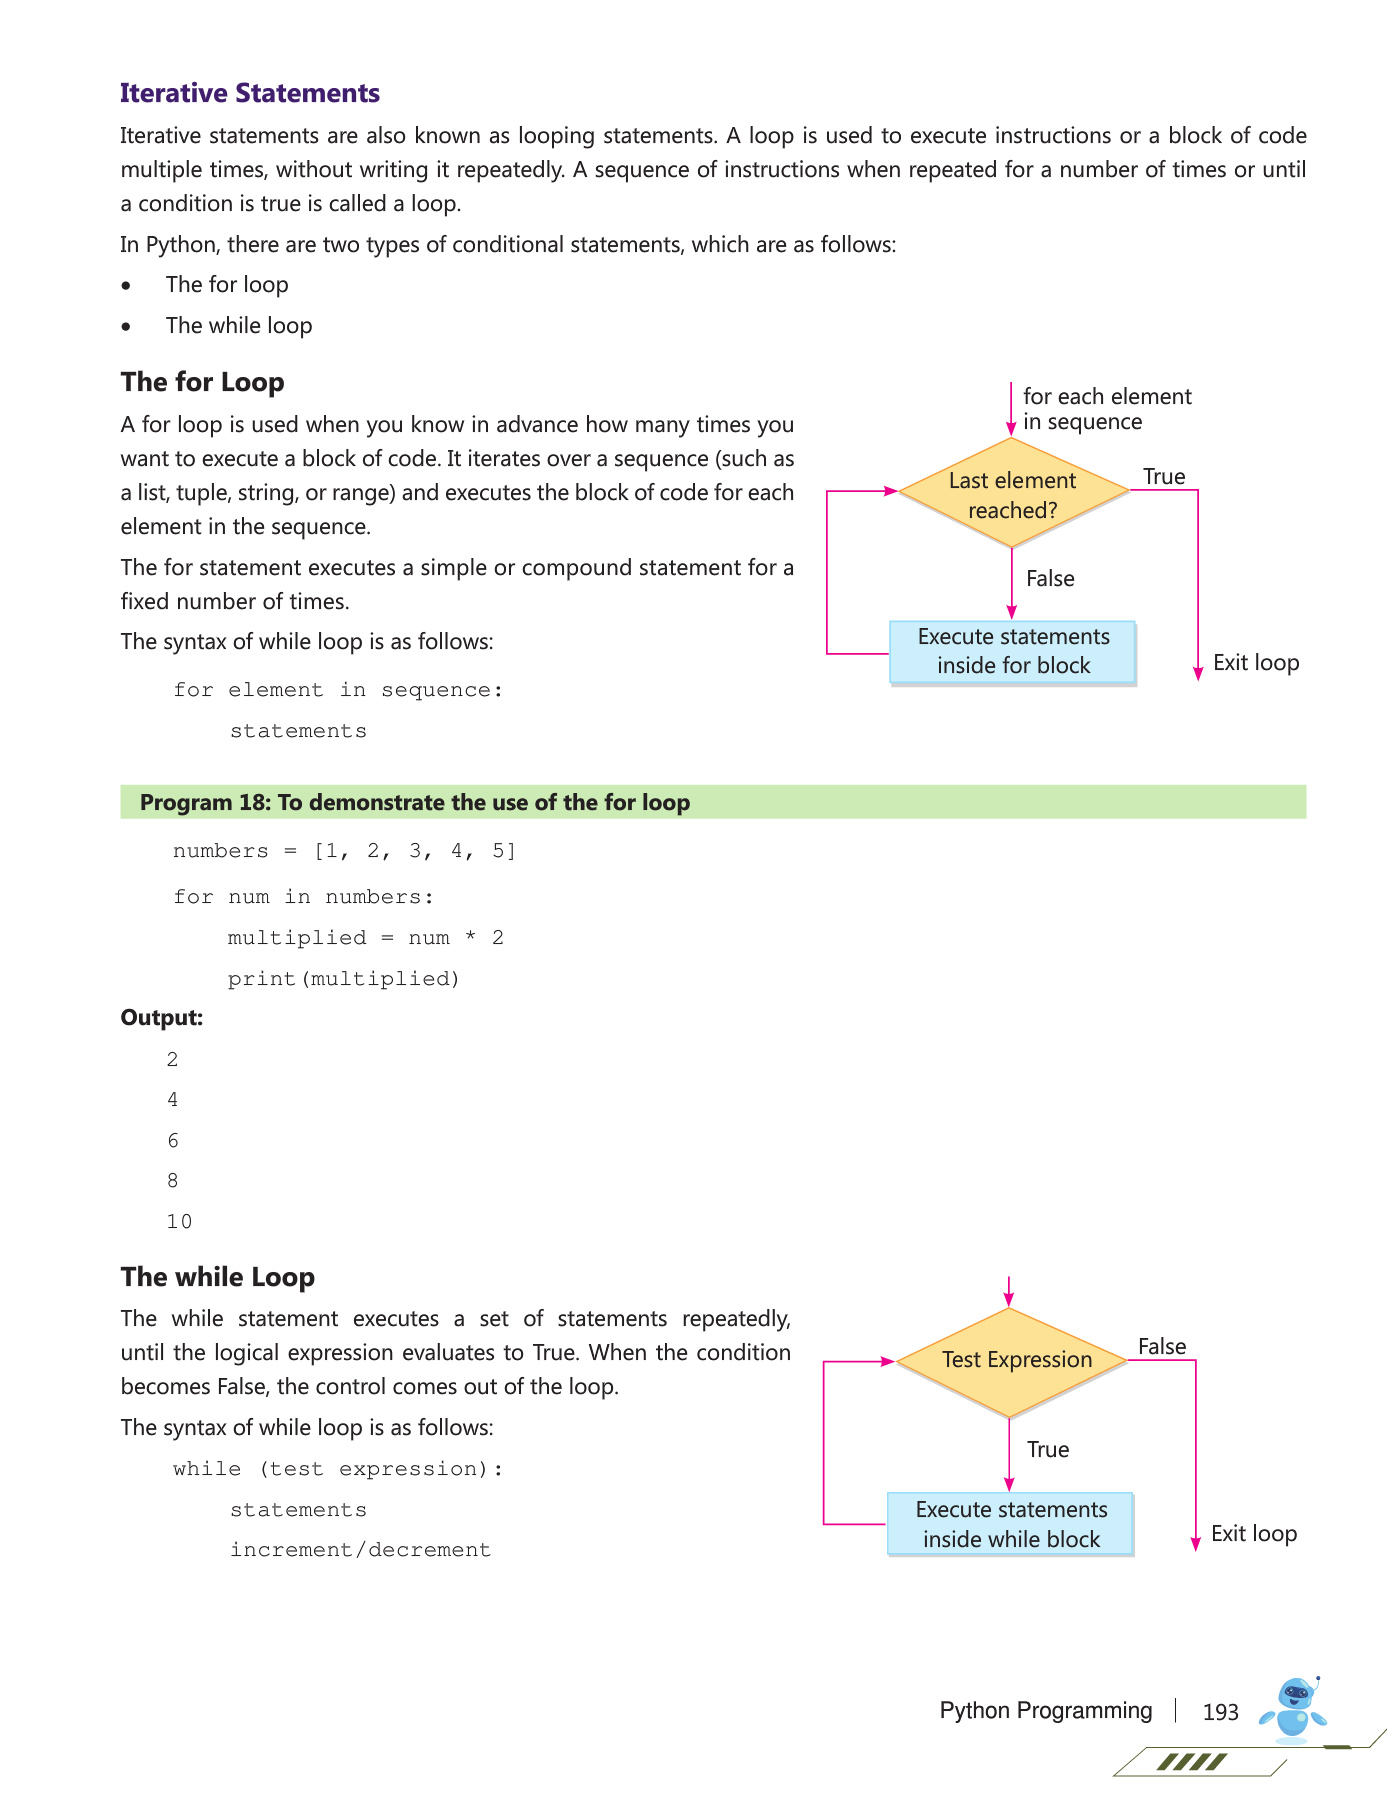 Iterative Statements
Iterative statements are also known as looping statements. A loop is used to execute instructions or a block of code
multiple times, without writing it repeatedly. A sequence of instructions when repeated for a number of times or until
a condition is true is called a loop.
In Python, there are two types of conditional statements, which are as follows:
• The for loop
• The while loop
The for Loop
A for loop is used when you know in advance how many times you
want to execute a block of code. It iterates over a sequence (such as
a list, tuple, string, or range) and executes the block of code for each
element in the sequence.
The for statement executes a simple or compound statement for a
fixed number of times.
The syntax of while loop is as follows:
for element in sequence:
    statements
for each element
in sequence
Last element
reached?
True
False
Execute statements
inside for block
Exit loop
Program 18: To demonstrate the use of the for loop
numbers = [1, 2, 3, 4, 5]
for num in numbers:
    multiplied = num * 2
    print(multiplied)
Output:
2
4
6
8
10
The while Loop
The while statement executes a set of statements repeatedly,
until the logical expression evaluates to True. When the condition
becomes False, the control comes out of the loop.
The syntax of while loop is as follows:
while (test expression):
    statements
    increment/decrement
Test Expression
False
True
Execute statements
inside while block
Exit loop
Python Programming | 193